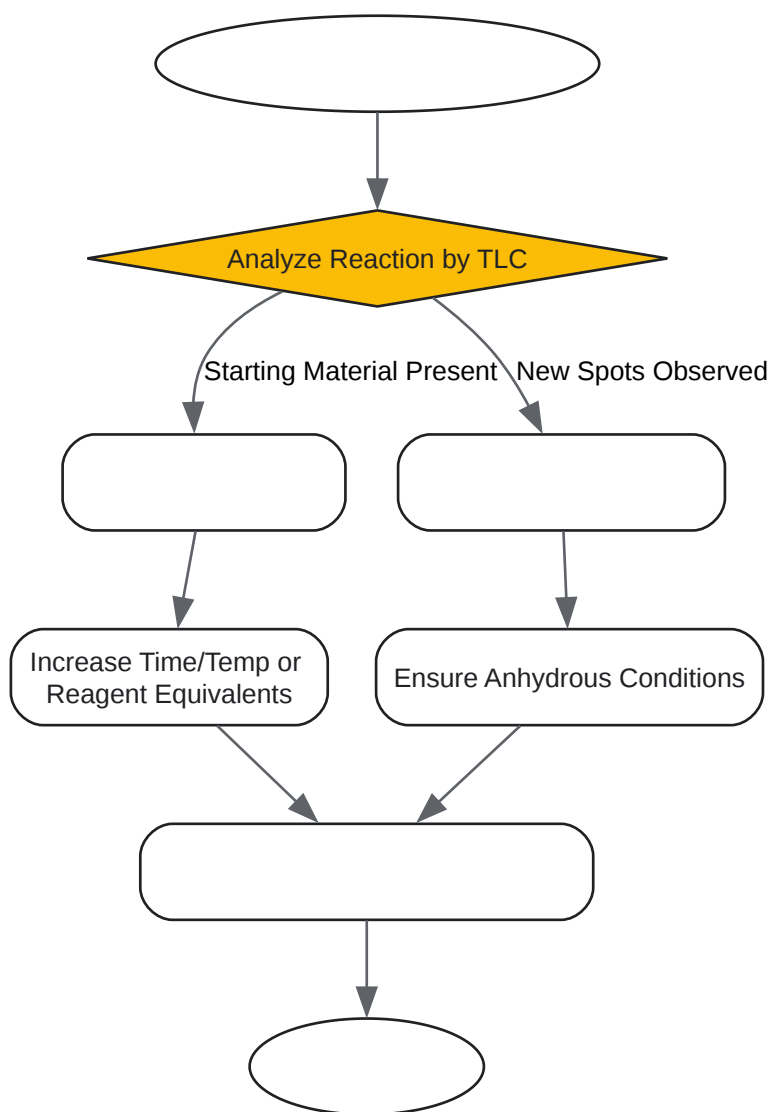 Analyze Reaction by TLC
Starting Material Present
New Spots Observed
Increase Time/Temp or
Reagent Equivalents
Ensure Anhydrous Conditions